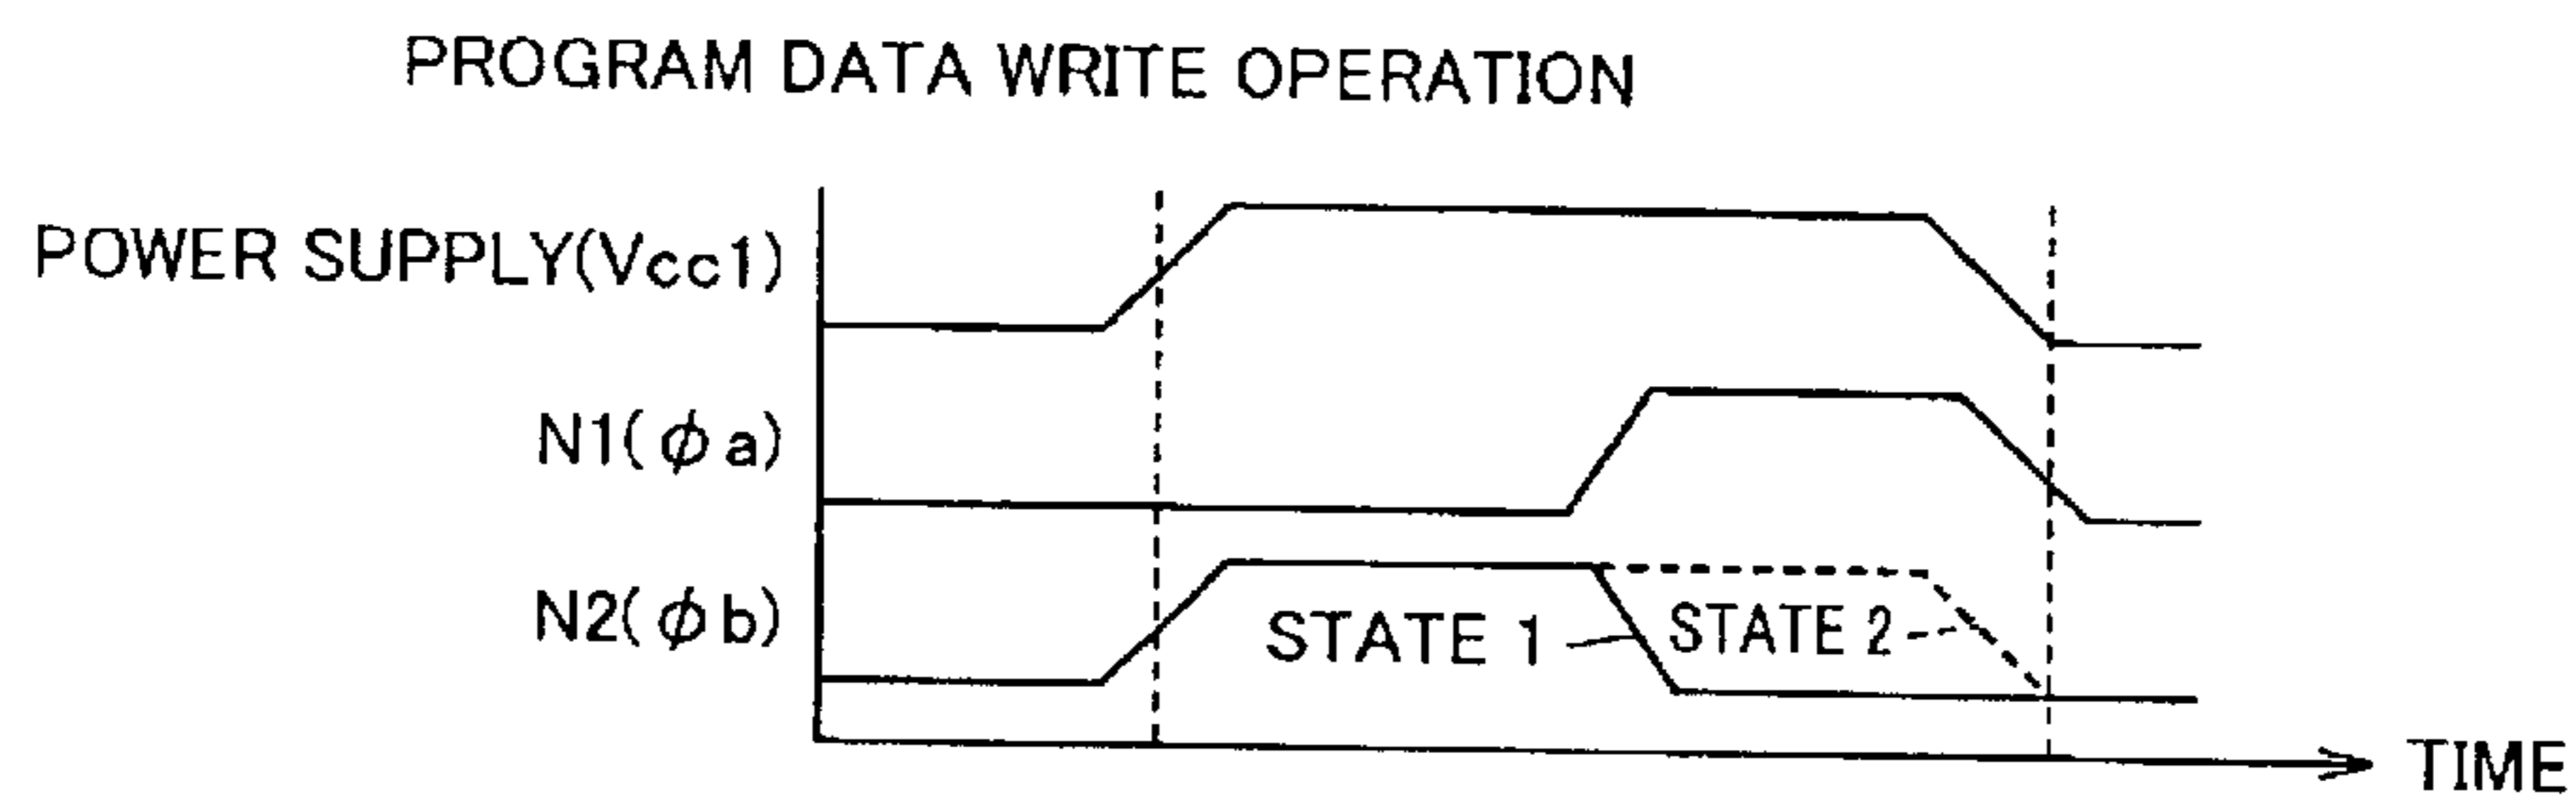 PROGRAM DATA WRITE OPERATION
POWER SUPPLY(Vcc1)
N1(ϕa)
N2(ϕb)
STATE 1
STATE 2
TIME